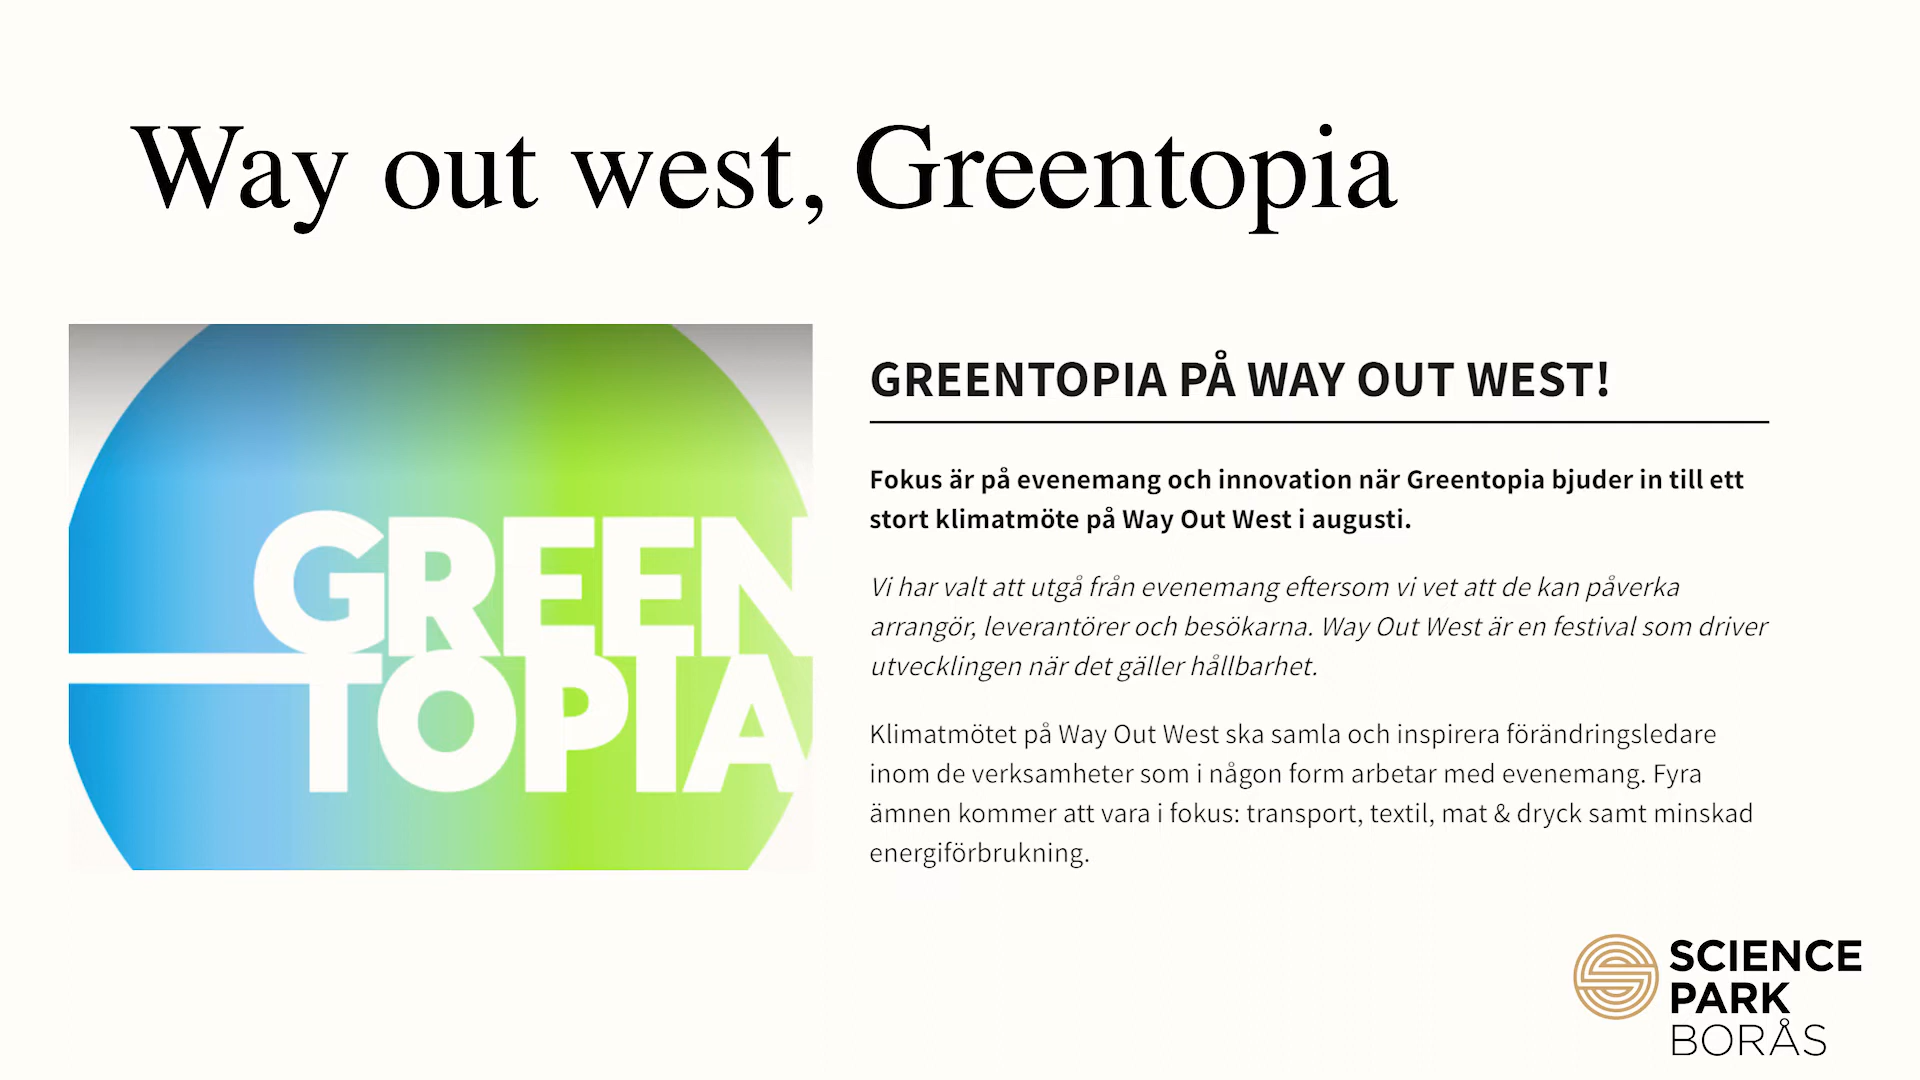 Way out west, Greentopia
GREEN
TOPIA
GREENTOPIA PÅ WAY OUT WEST!
Fokus är på evenemang och innovation när Greentopia bjuder in till ett
stort klimatmöte på Way Out West i augusti.
Vi har valt att utgå från evenemang eftersom vi vet att de kan påverka
arrangör, leverantörer och besökarna. Way Out West är en festival som driver
utvecklingen när det gäller hållbarhet.
Klimatmötet på Way Out West ska samla och inspirera förändringsledare
inom de verksamheter som i någon form arbetar med evenemang. Fyra
ämnen kommer att vara i fokus: transport, textil, mat & dryck samt minskad
energiförbrukning.
SCIENCE
PARK
BORÅS